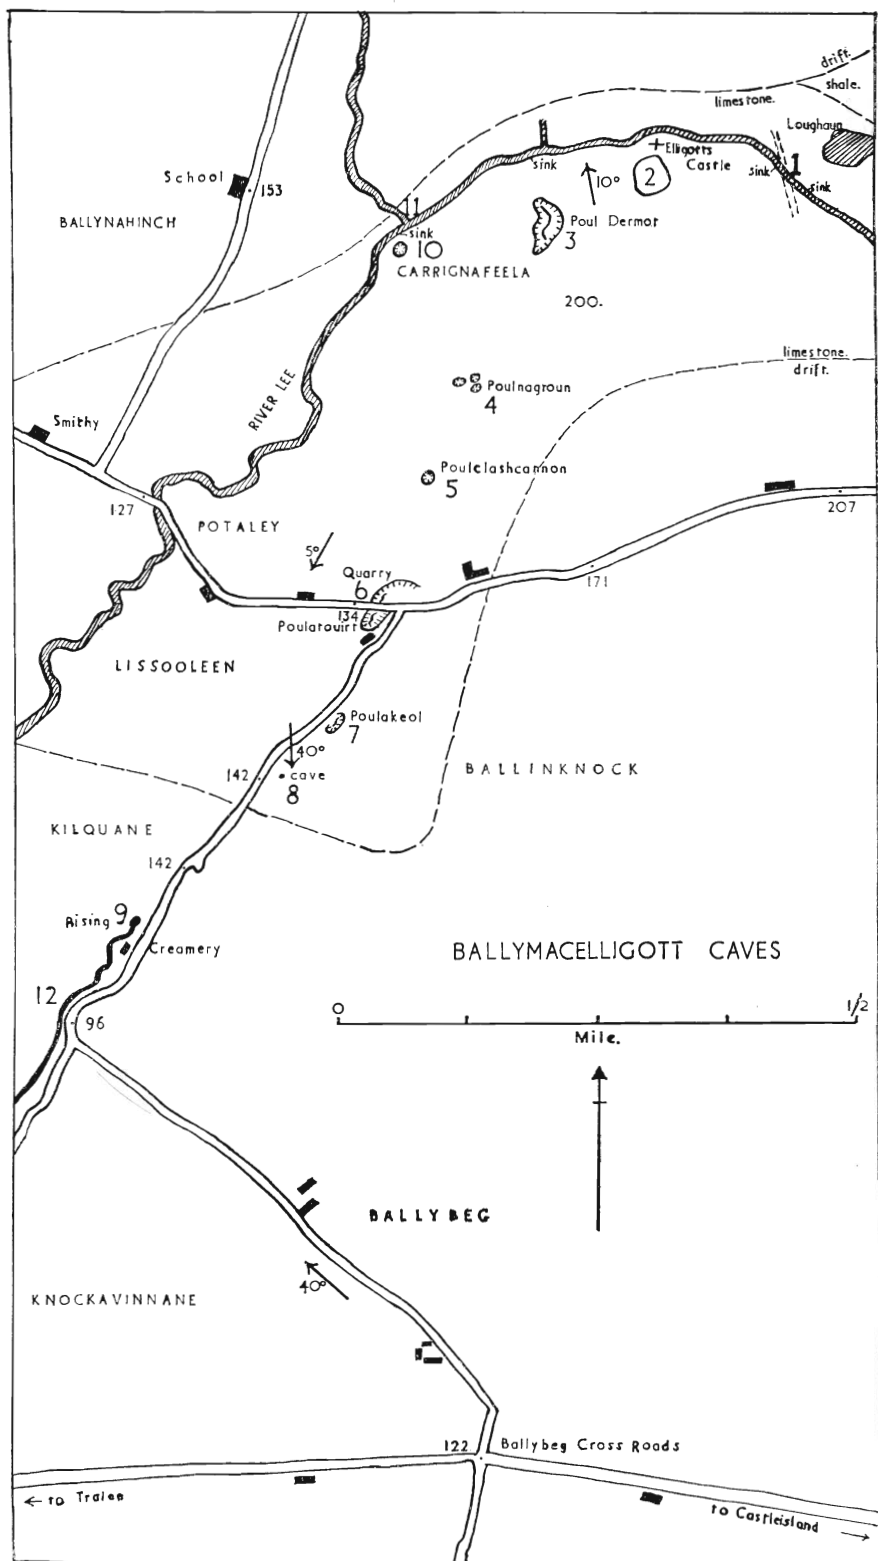 drift.
shale.
limestone.
Loughaun
School
153
Elligotts
Castle
sink
sink
1
sink
10°
2
BALLYNAHINCH
11
sink
10
Poul Dermot
3
CARRIGNAFEELA
200.
limestone.
drift.
RIVER LEE
Poulnagroun
4
Smithy
Poulclashcannon
5
127
POTALEY
207
5°
Quarry
6
171
134
Poulatouirt
LISSOOLEEN
Poulakeol
7
40°
142
cave
8
BALLINKNOCK
KILQUANE
142
Rising 9
Creamery
BALLYMACELLIGOTT CAVES
12
96
0
1/2
Mile.
BALLYBEG
40°
KNOCKAVINNANE
122
Ballybeg Cross Roads
← to Tralee
to Castleisland →